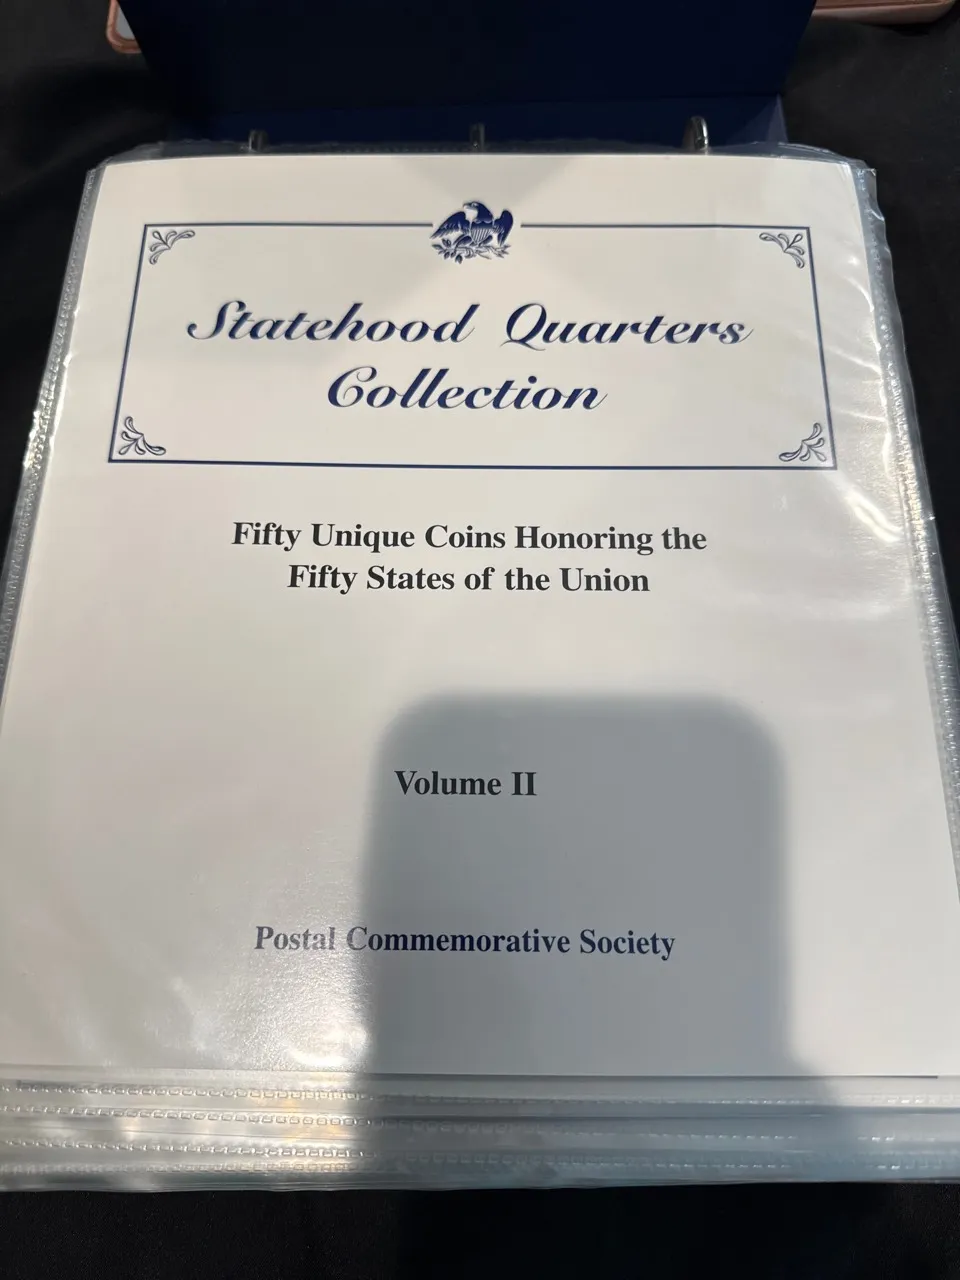 Statehood Quarters
Collection
Fifty Unique Coins Honoring the
Fifty States of the Union
Volume II
Postal Commemorative Society